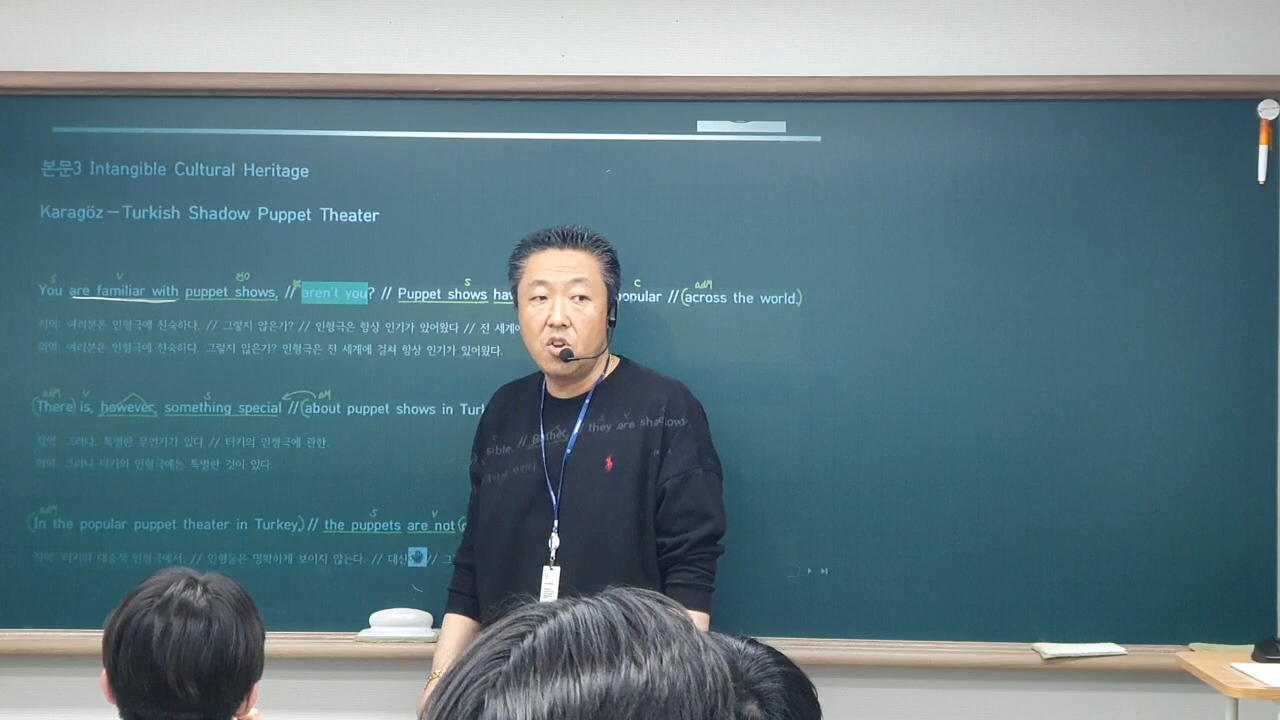 본문3 Intangible Cultural Heritage
Karagöz－Turkish Shadow Puppet Theater
S V 전O S C adv
You are familiar with puppet shows, // aren't you? // Puppet shows hav popular // (across the world.)
직역: 여러분은 인형극에 친숙하다. // 그렇지 않은가? // 인형극은 항상 인기가 있어왔다 // 전 세계에
의역: 여러분은 인형극에 친숙하다. 그렇지 않은가? 인형극은 전 세계에 걸쳐 항상 인기가 있어왔다.
V S
(There) is, however, something special // (about puppet shows in Turk
sible. // Rather, they are shadows
직역: 그러나, 특별한 무언가가 있다 // 터키의 인형극에 관한.
의역: 그러나 터키의 인형극에는 특별한 것이 있다.
S V
(In the popular puppet theater in Turkey,) // the puppets are not
직역: 터키의 대중적 인형극에서, // 인형들은 명확하게 보이지 않는다. // 대신 // 그